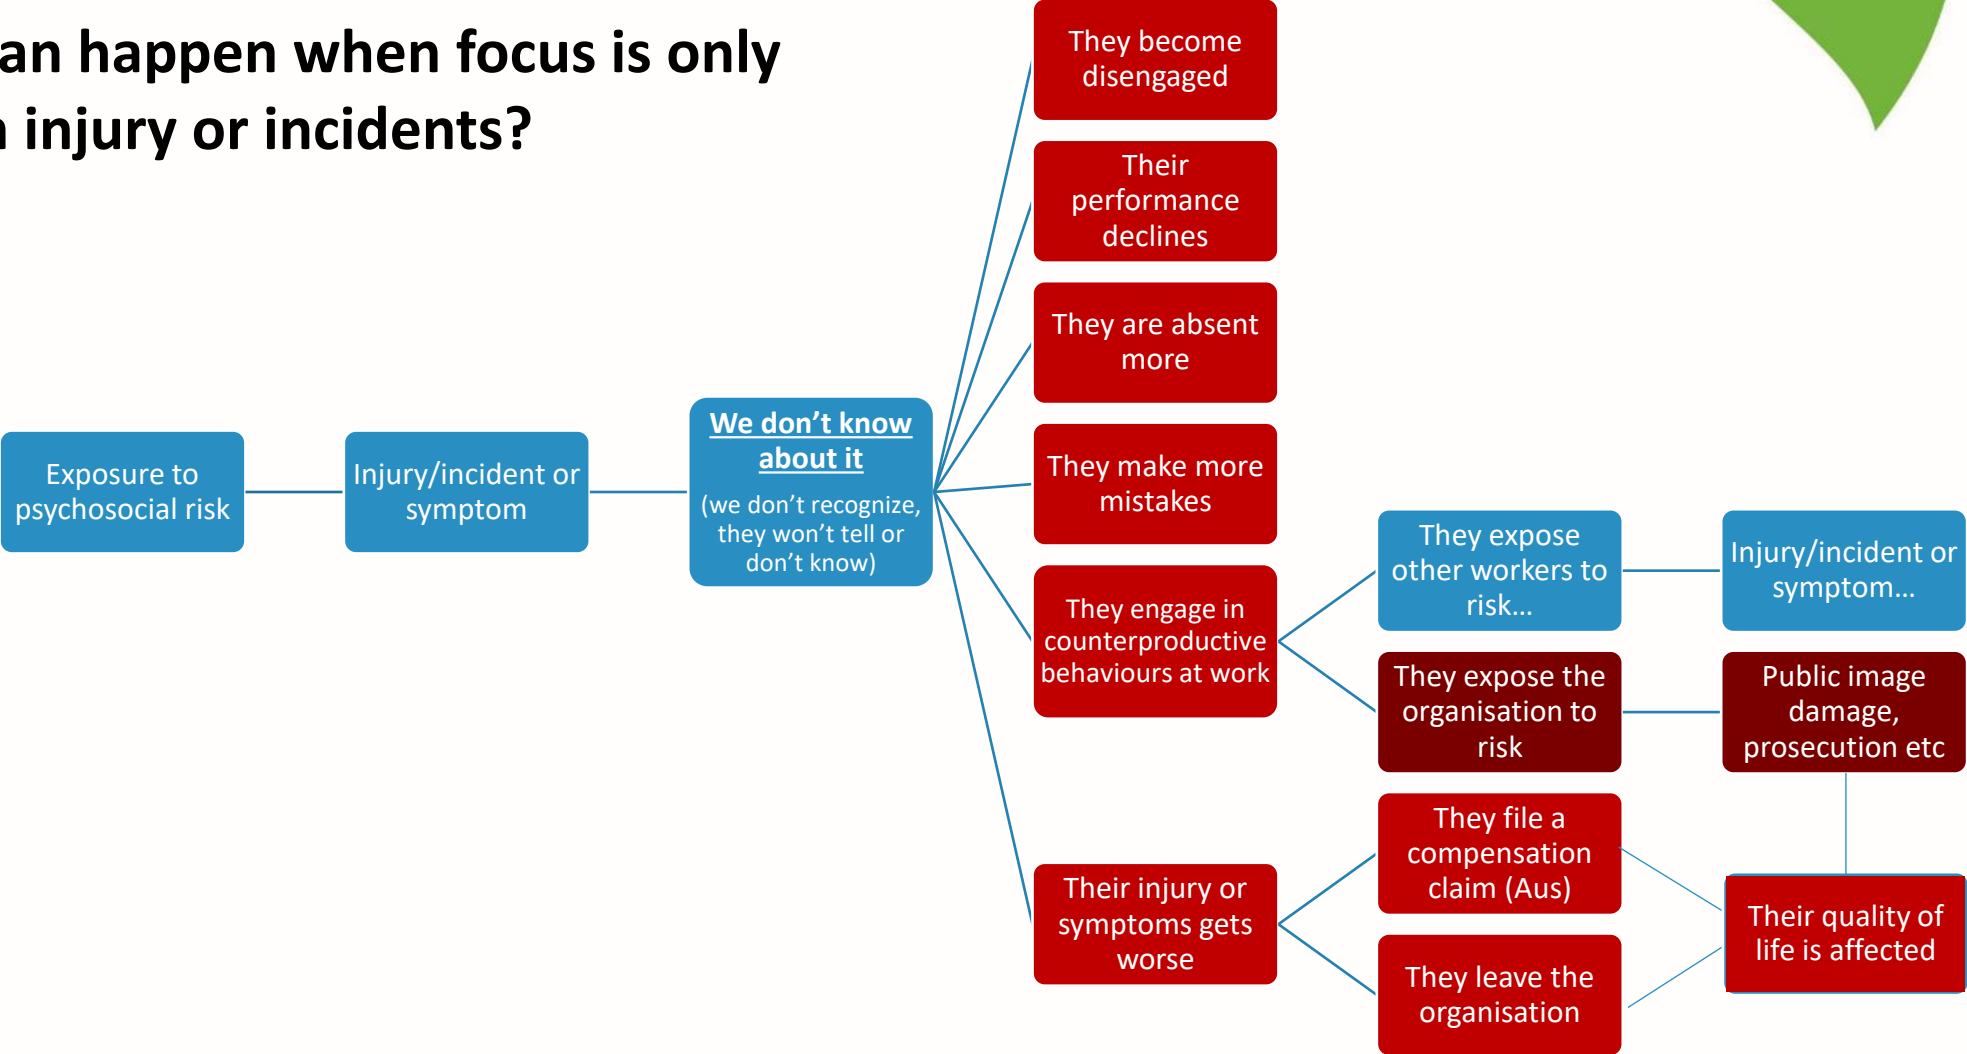 an happen when focus is only
injury or incidents?
They become
disengaged
Their
performance
declines
They are absent
more
They make more
mistakes
They engage in
counterproductive
behaviours at work
Their injury or
symptoms gets
worse
Exposure to
psychosocial risk
Injury/incident or
symptom
We don’t know
about it
(we don’t recognize,
they won’t tell or
don’t know)
They expose
other workers to
risk…
Injury/incident or
symptom…
They expose the
organisation to
risk
Public image
damage,
prosecution etc
They file a
compensation
claim (Aus)
They leave the
organisation
Their quality of
life is affected